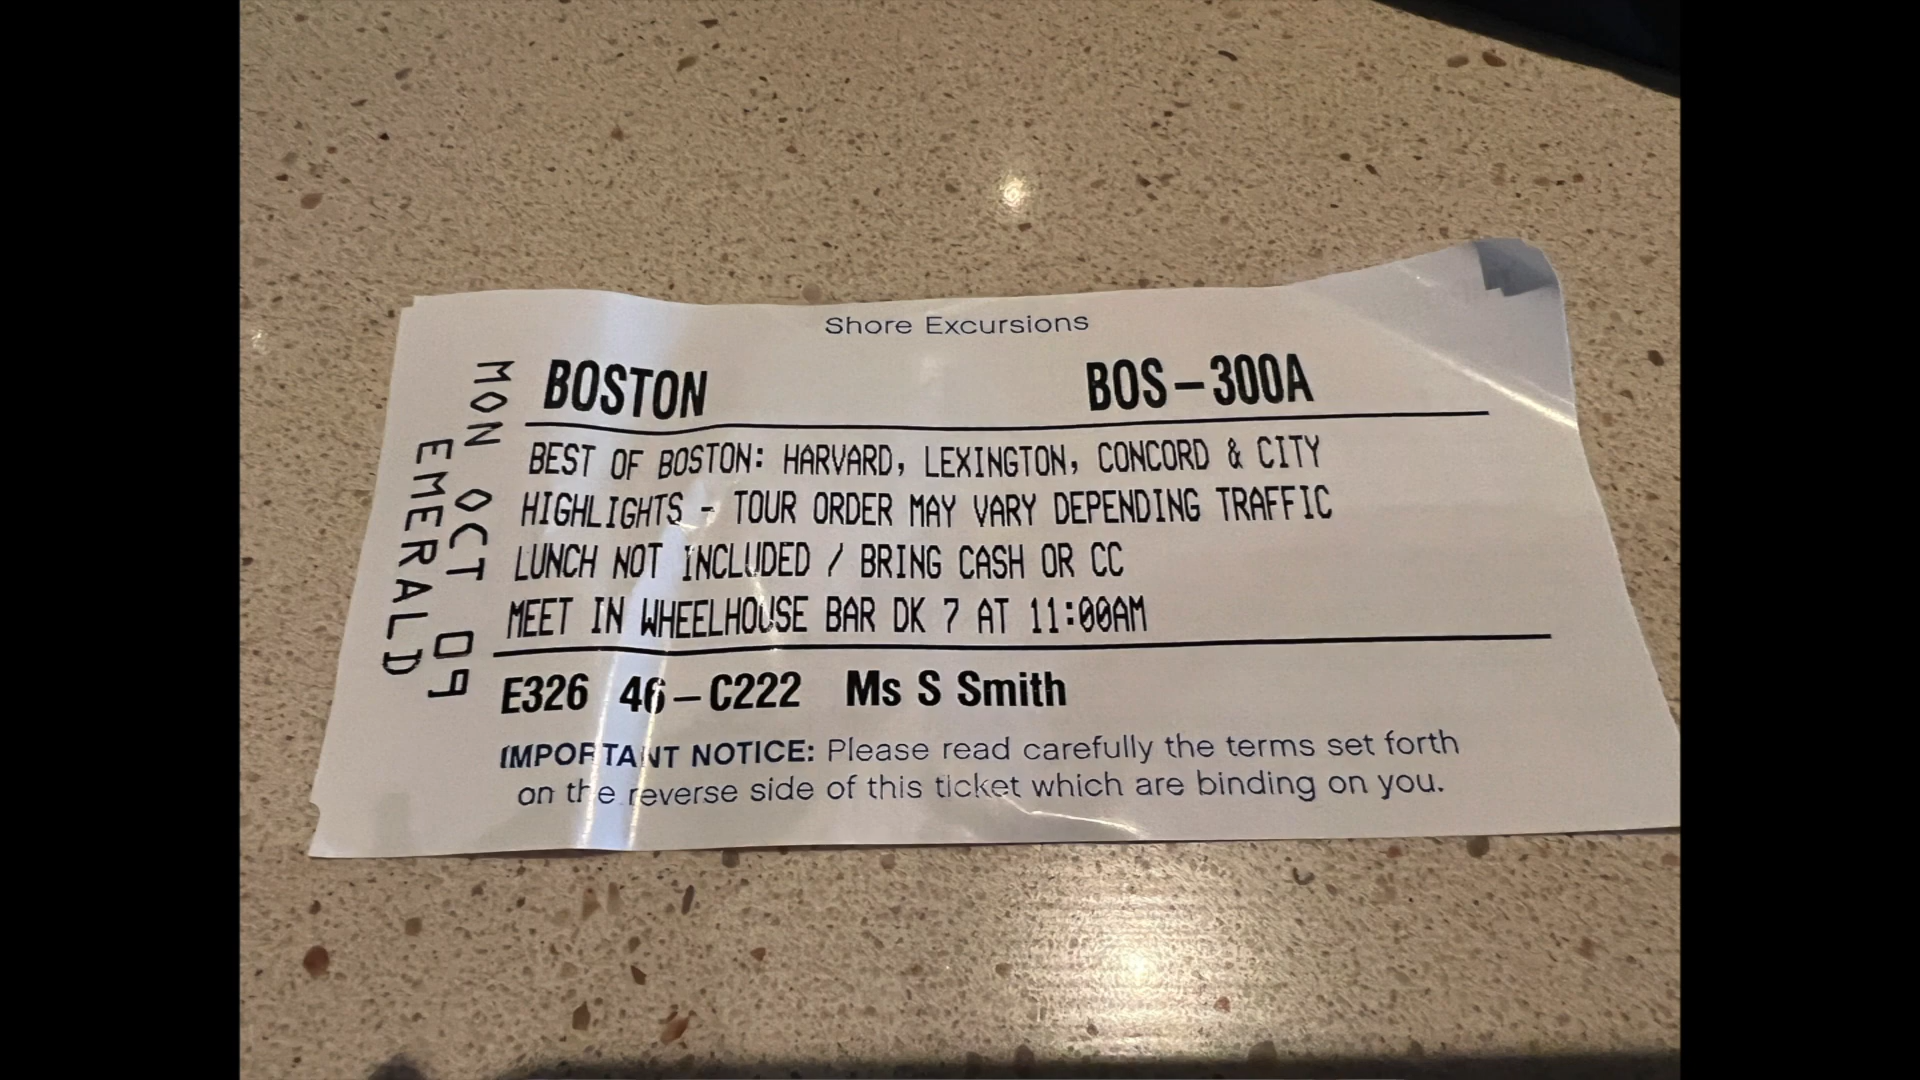 Shore Excursions
BOSTON BOS-300A
BEST OF BOSTON: HARVARD, LEXINGTON, CONCORD & CITY
HIGHLIGHTS - TOUR ORDER MAY VARY DEPENDING TRAFFIC
LUNCH NOT INCLUDED / BRING CASH OR CC
MEET IN WHEELHOUSE BAR DK 7 AT 11:00AM
E326 46-C222 Ms S Smith
IMPORTANT NOTICE: Please read carefully the terms set forth
on the reverse side of this ticket which are binding on you.
MON OCT 09
EMERALD